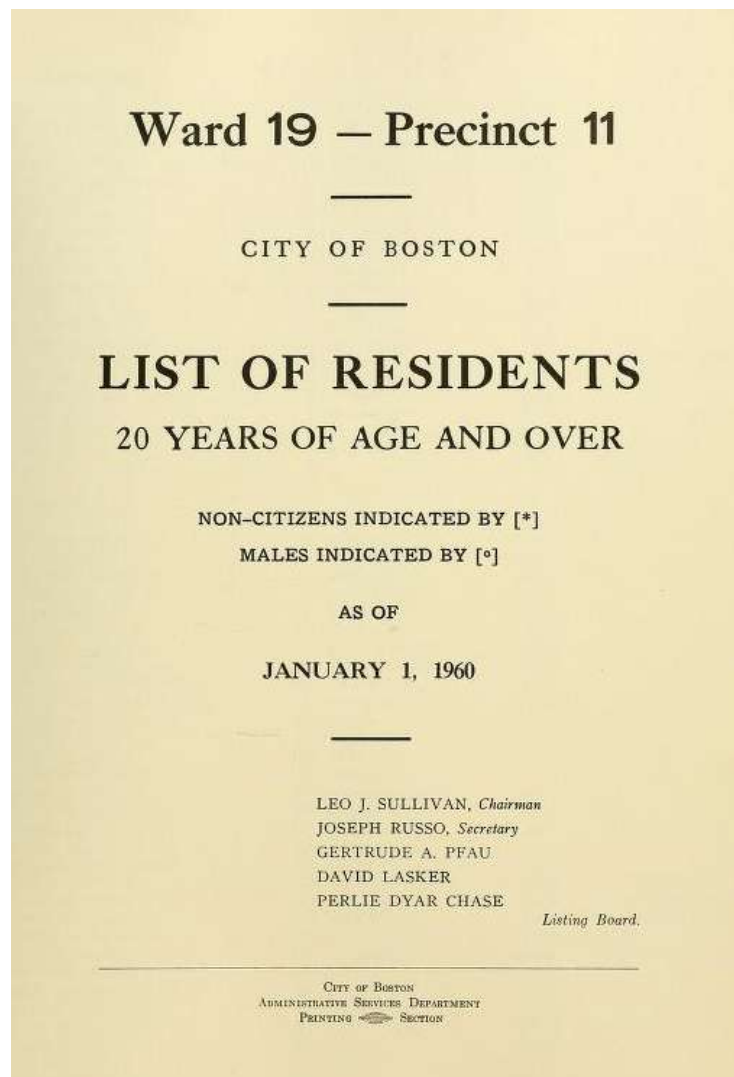 Ward 19 — Precinct 11
CITY OF BOSTON
LIST OF RESIDENTS
20 YEARS OF AGE AND OVER
NON-CITIZENS INDICATED BY [*]
MALES INDICATED BY [°]
AS OF
JANUARY 1, 1960
LEO J. SULLIVAN, Chairman
JOSEPH RUSSO, Secretary
GERTRUDE A. PFAU
DAVID LASKER
PERLIE DYAR CHASE
Listing Board.
CITY OF BOSTON
ADMINISTRATIVE SERVICES DEPARTMENT
PRINTING SECTION